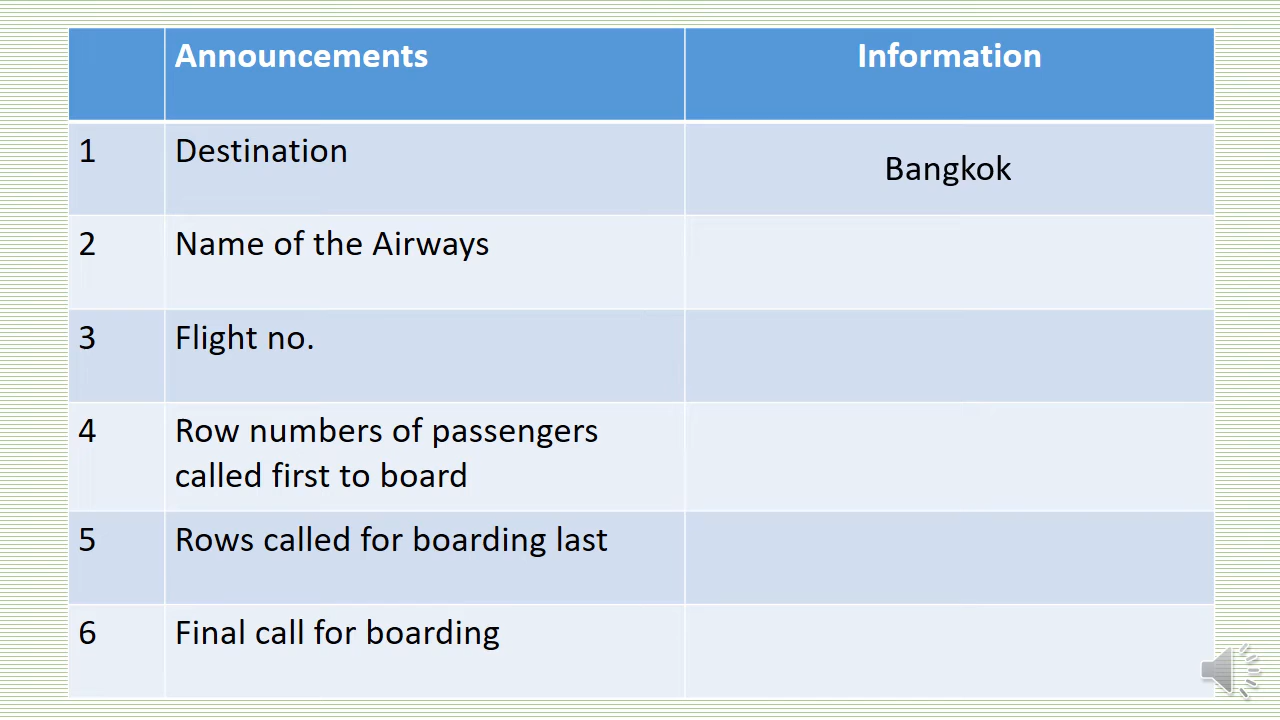 Announcements Information
1 Destination Bangkok
2 Name of the Airways
3 Flight no.
4 Row numbers of passengers
called first to board
5 Rows called for boarding last
6 Final call for boarding